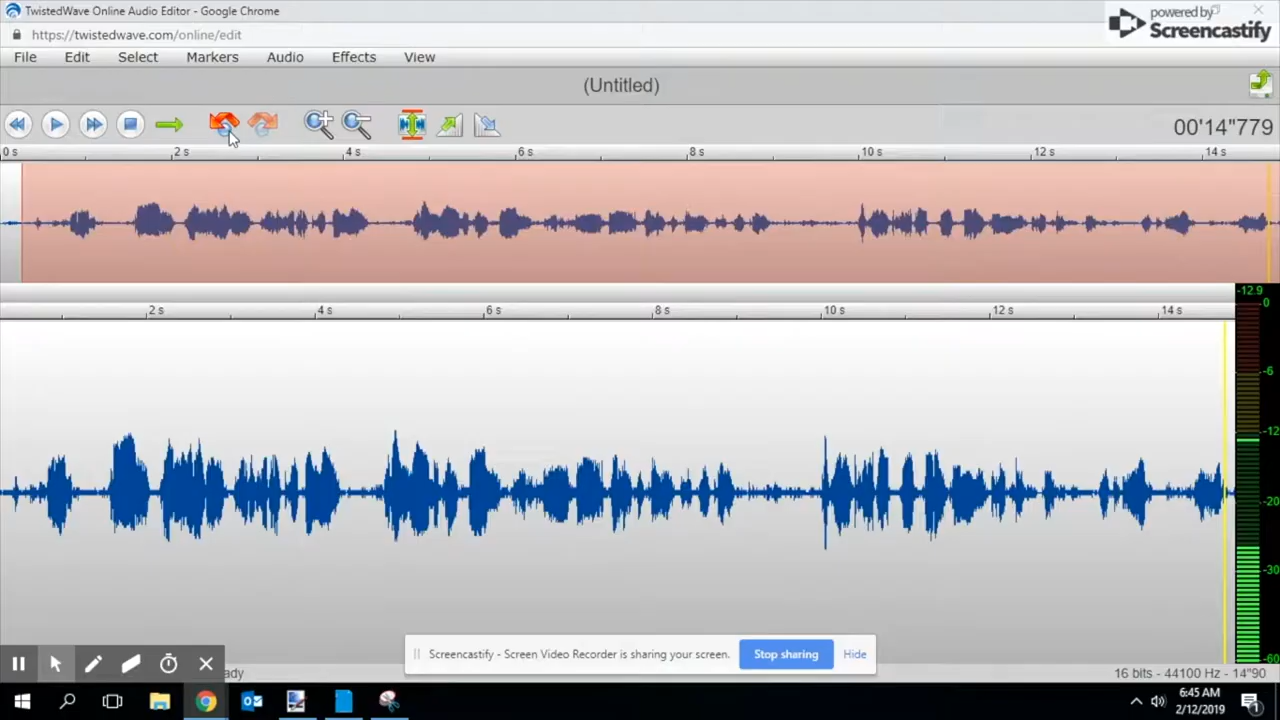 TwistedWave Online Audio Editor - Google Chrome
powered by
Screencastify
https://twistedwave.com/online/edit
File Edit Select Markers Audio Effects View
(Untitled)
00'14"779
0 s 2 s 4 s 6 s 8 s 10 s 12 s 14 s
-12.9
2 s 4 s 6 s 8 s 10 s 12 s 14 s
0
-6
-12
-20
-30
-60
Screencastify - Screen Video Recorder is sharing your screen. Stop sharing Hide
ady
16 bits - 44100 Hz - 14"90
6:45 AM
2/12/2019
1